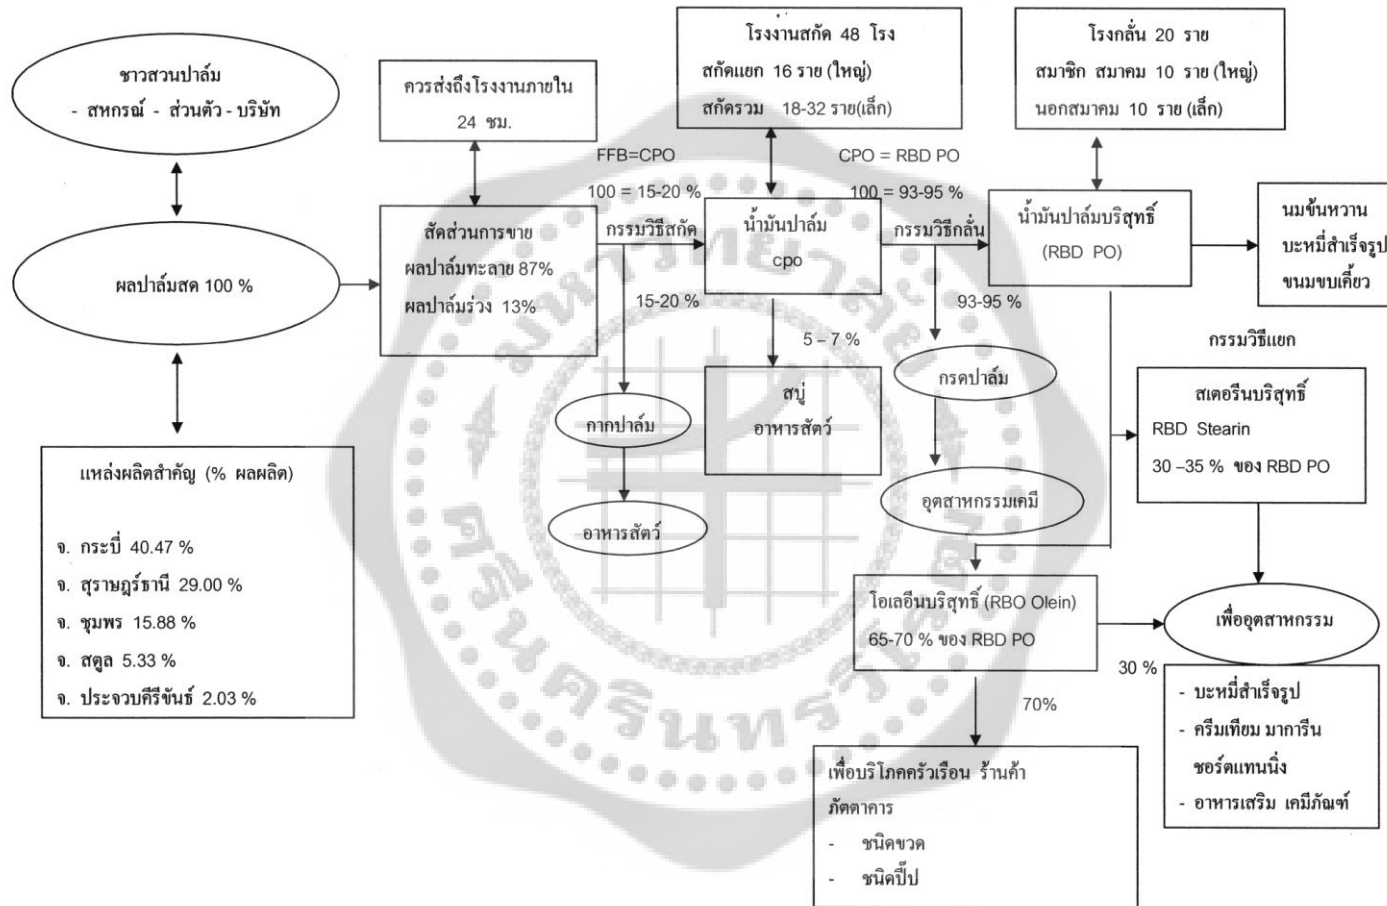 ชาวสวนปาล์ม
- สหกรณ์ - ส่วนตัว - บริษัท
ผลปาล์มสด 100 %
แหล่งผลิตสำคัญ (% ผลผลิต)
จ. กระบี่ 40.47 %
จ. สุราษฎร์ธานี 29.00 %
จ. ชุมพร 15.88 %
จ. สตูล 5.33 %
จ. ประจวบคีรีขันธ์ 2.03 %
ควรส่งถึงโรงงานภายใน
24 ชม.
สัดส่วนการขาย
ผลปาล์มทะลาย 87%
ผลปาล์มร่วง 13%
FFB=CPO
100 = 15-20 %
กรรมวิธีสกัด
15-20 %
กากปาล์ม
อาหารสัตว์
โรงงานสกัด 48 โรง
สกัดแยก 16 ราย (ใหญ่)
สกัดรวม 18-32 ราย(เล็ก)
น้ำมันปาล์ม
cpo
5 – 7 %
สบู่
อาหารสัตว์
CPO = RBD PO
100 = 93-95 %
กรรมวิธีกลั่น
93-95 %
กรดปาล์ม
อุตสาหกรรมเคมี
โรงกลั่น 20 ราย
สมาชิก สมาคม 10 ราย (ใหญ่)
นอกสมาคม 10 ราย (เล็ก)
น้ำมันปาล์มบริสุทธิ์
(RBD PO)
นมข้นหวาน
บะหมี่สำเร็จรูป
ขนมขบเคี้ยว
กรรมวิธีแยก
สเตอรีนบริสุทธิ์
RBD Stearin
30 –35 % ของ RBD PO
โอเลอีนบริสุทธิ์ (RBO Olein)
65-70 % ของ RBD PO
30 %
เพื่ออุตสาหกรรม
- บะหมี่สำเร็จรูป
- ครีมเทียม มาการีน
ชอร์ตแทนนิ่ง
- อาหารเสริม เคมีภัณฑ์
70%
เพื่อบริโภคครัวเรือน ร้านค้า
ภัตตาคาร
- ชนิดขวด
- ชนิดปี๊ป
มหาวิทยาลัย
ศรีนครินทรวิโรฒ